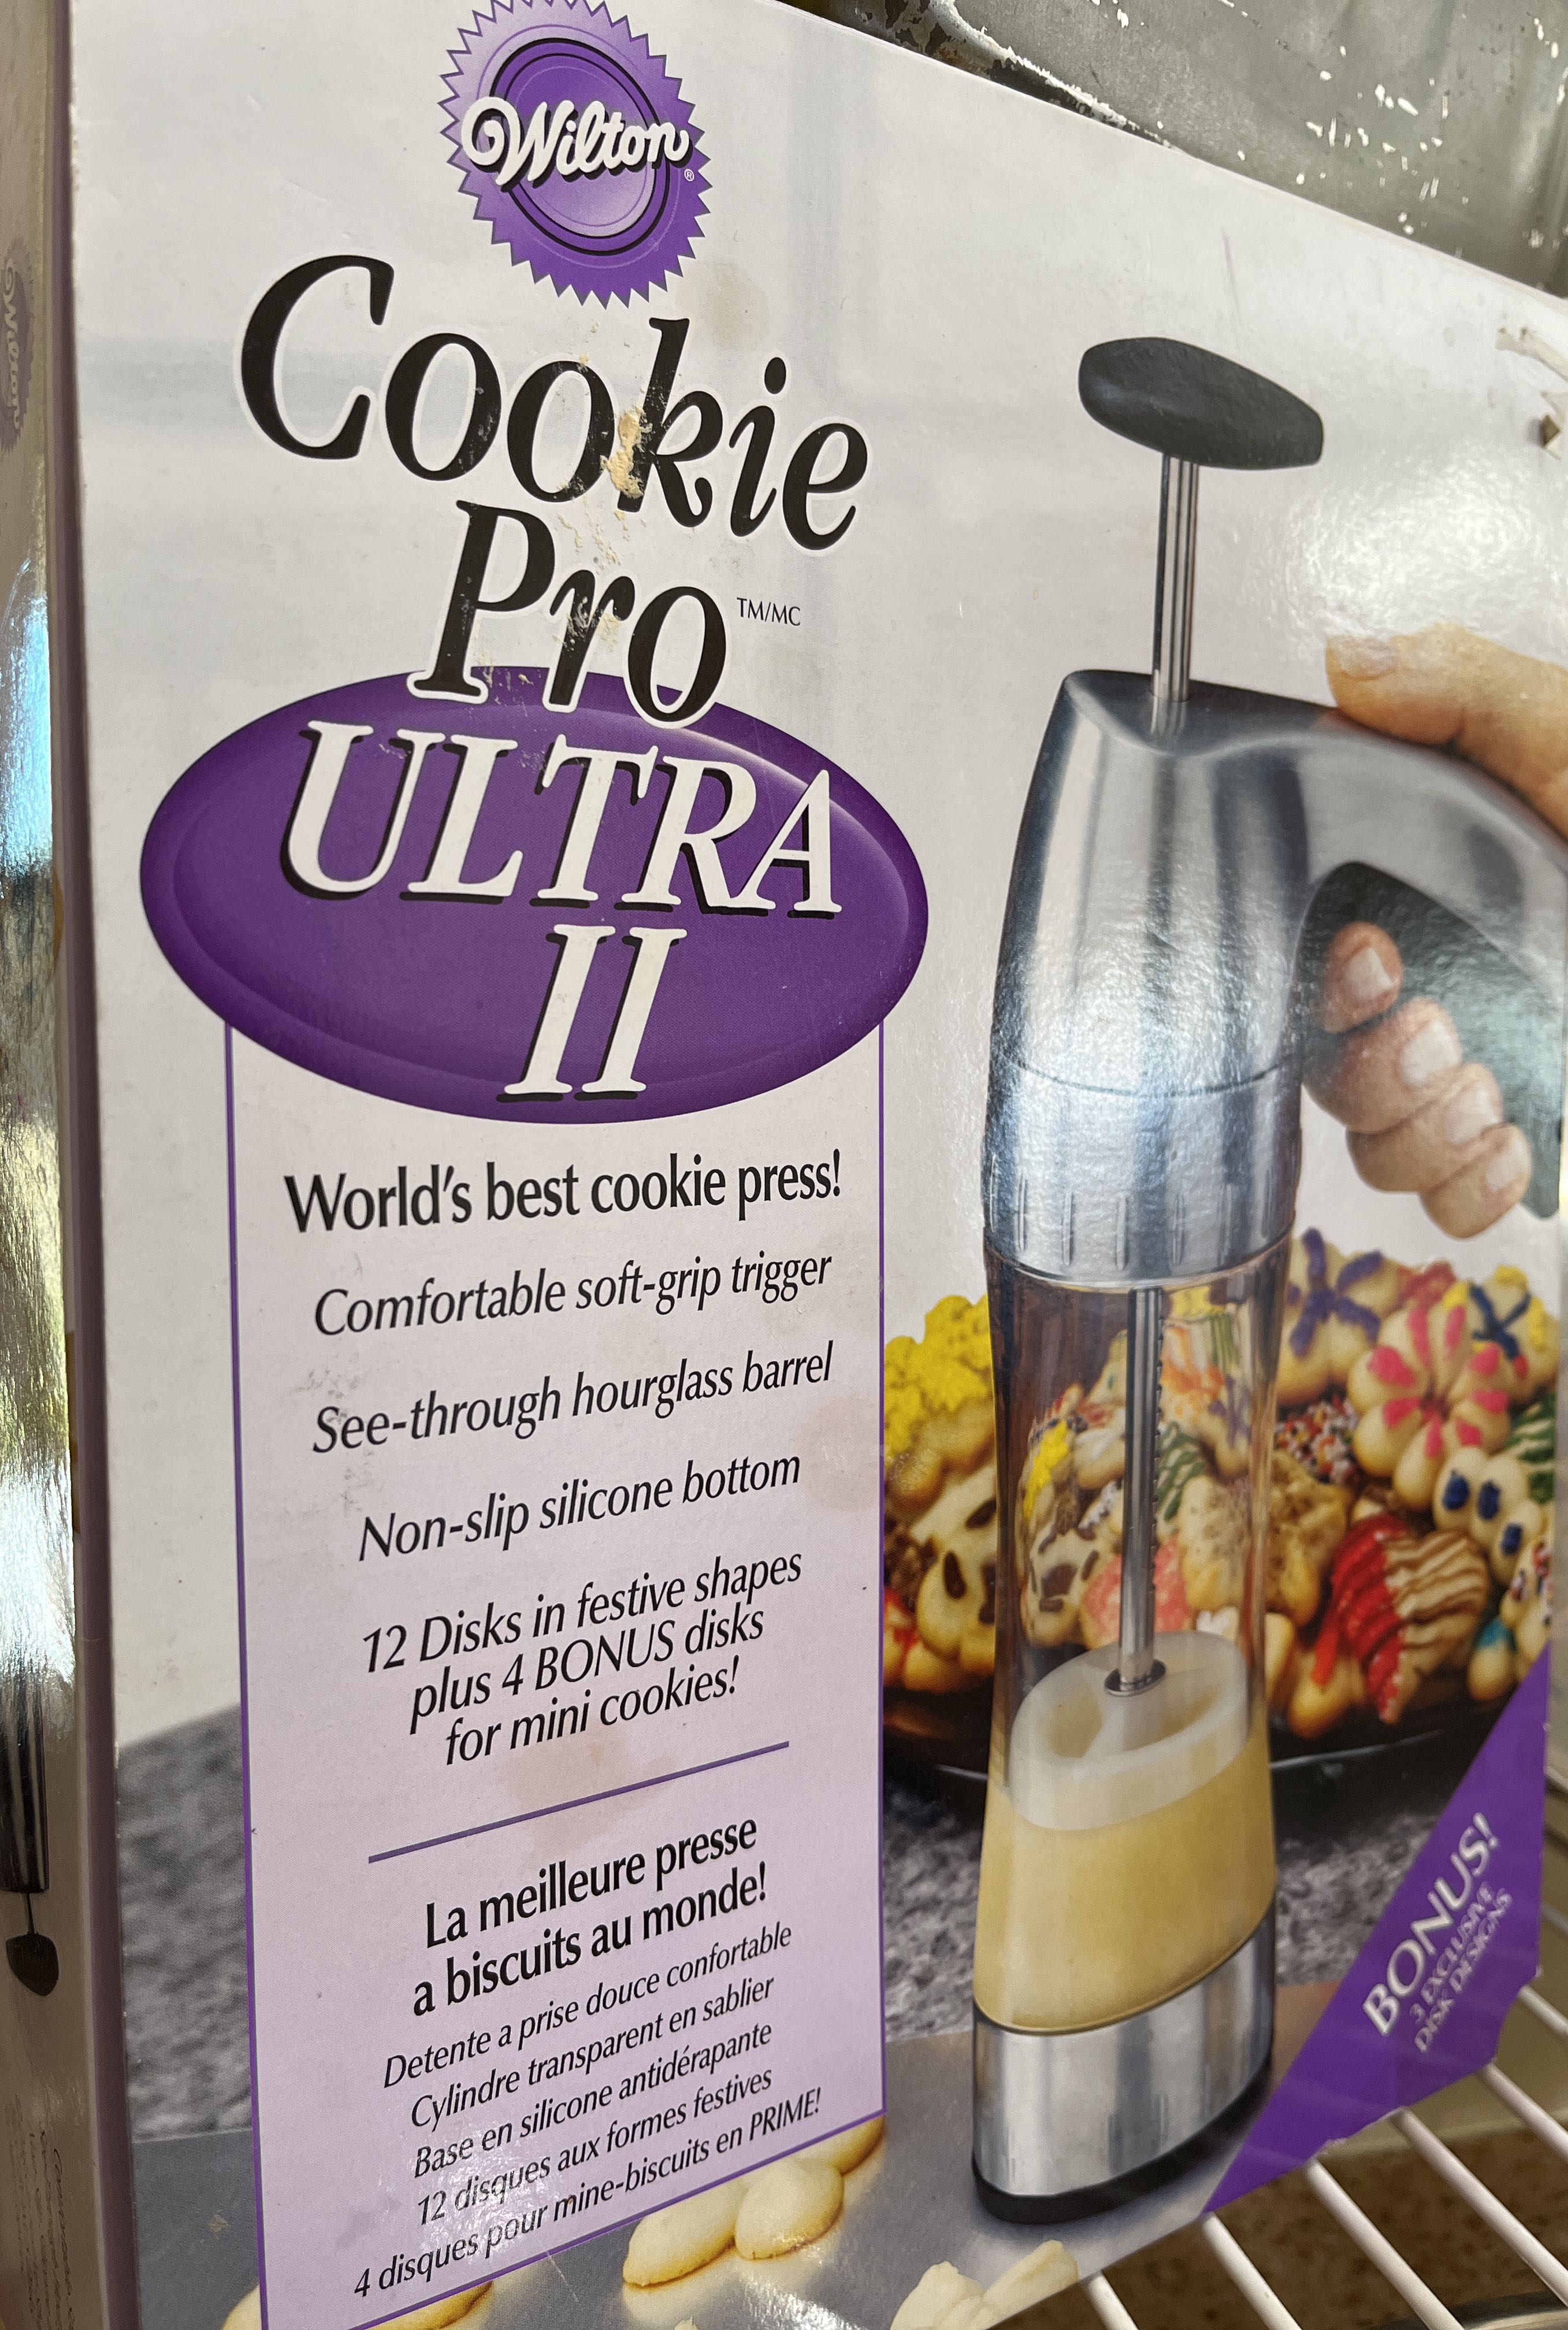 Wilton®
Cookie
Pro TM/MC
ULTRA
II
World's best cookie press!
Comfortable soft-grip trigger
See-through hourglass barrel
Non-slip silicone bottom
12 Disks in festive shapes
plus 4 BONUS disks
for mini cookies!
La meilleure presse
a biscuits au monde!
Detente a prise douce confortable
Cylindre transparent en sablier
Base en silicone antidérapante
12 disques aux formes festives
4 disques pour mine-biscuits en PRIME!
BONUS!
3 EXCLUSIVE
DISK DESIGNS
Wilton